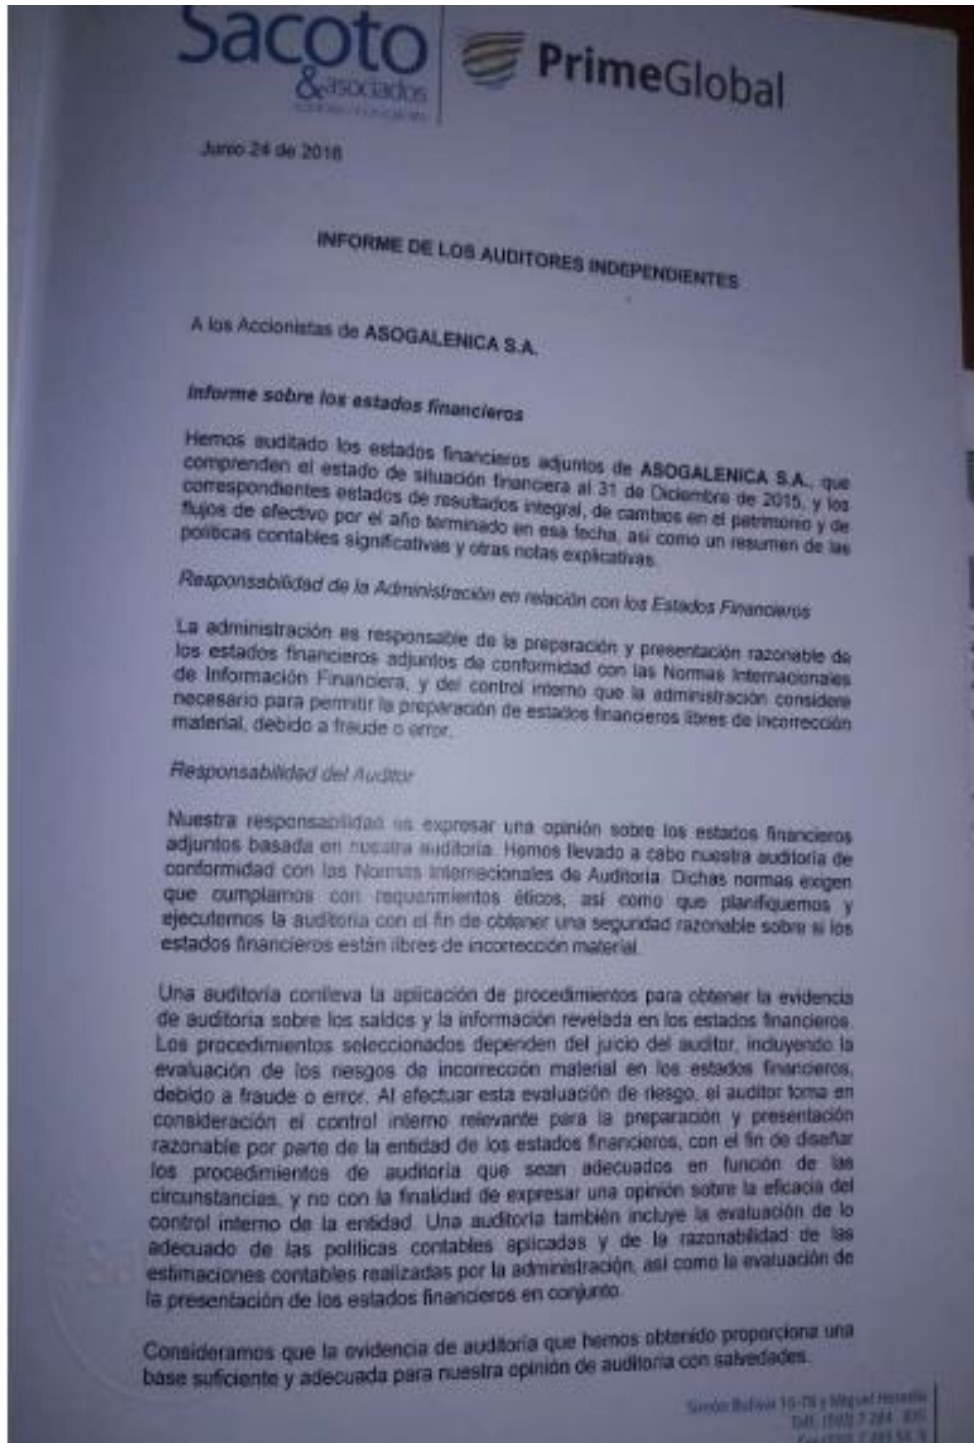 Sacoto
& asociados
PrimeGlobal
Junio 24 de 2016
INFORME DE LOS AUDITORES INDEPENDIENTES
A los Accionistas de ASOGALENICA S.A.
Informe sobre los estados financieros
Hemos auditado los estados financieros adjuntos de ASOGALENICA S.A., que
comprenden el estado de situación financiera al 31 de Diciembre de 2015, y los
correspondientes estados de resultados integral, de cambios en el patrimonio y de
flujos de efectivo por el año terminado en esa fecha, así como un resumen de las
políticas contables significativas y otras notas explicativas.
Responsabilidad de la Administración en relación con los Estados Financieros
La administración es responsable de la preparación y presentación razonable de
los estados financieros adjuntos de conformidad con las Normas Internacionales
de Información Financiera, y del control interno que la administración considere
necesario para permitir la preparación de estados financieros libres de incorrección
material, debido a fraude o error.
Responsabilidad del Auditor
Nuestra responsabilidad es expresar una opinión sobre los estados financieros
adjuntos basada en nuestra auditoría. Hemos llevado a cabo nuestra auditoría de
conformidad con las Normas Internacionales de Auditoría. Dichas normas exigen
que cumplamos con requerimientos éticos, así como que planifiquemos y
ejecutemos la auditoría con el fin de obtener una seguridad razonable sobre si los
estados financieros están libres de incorrección material.
Una auditoría conlleva la aplicación de procedimientos para obtener la evidencia
de auditoría sobre los saldos y la información revelada en los estados financieros.
Los procedimientos seleccionados dependen del juicio del auditor, incluyendo la
evaluación de los riesgos de incorrección material en los estados financieros,
debido a fraude o error. Al efectuar esta evaluación de riesgo, el auditor toma en
consideración el control interno relevante para la preparación y presentación
razonable por parte de la entidad de los estados financieros, con el fin de diseñar
los procedimientos de auditoría que sean adecuados en función de las
circunstancias, y no con la finalidad de expresar una opinión sobre la eficacia del
control interno de la entidad. Una auditoría también incluye la evaluación de lo
adecuado de las políticas contables aplicadas y de la razonabilidad de las
estimaciones contables realizadas por la administración, así como la evaluación de
la presentación de los estados financieros en conjunto.
Consideramos que la evidencia de auditoría que hemos obtenido proporciona una
base suficiente y adecuada para nuestra opinión de auditoría con salvedades.
Simón Bolívar y Miguel